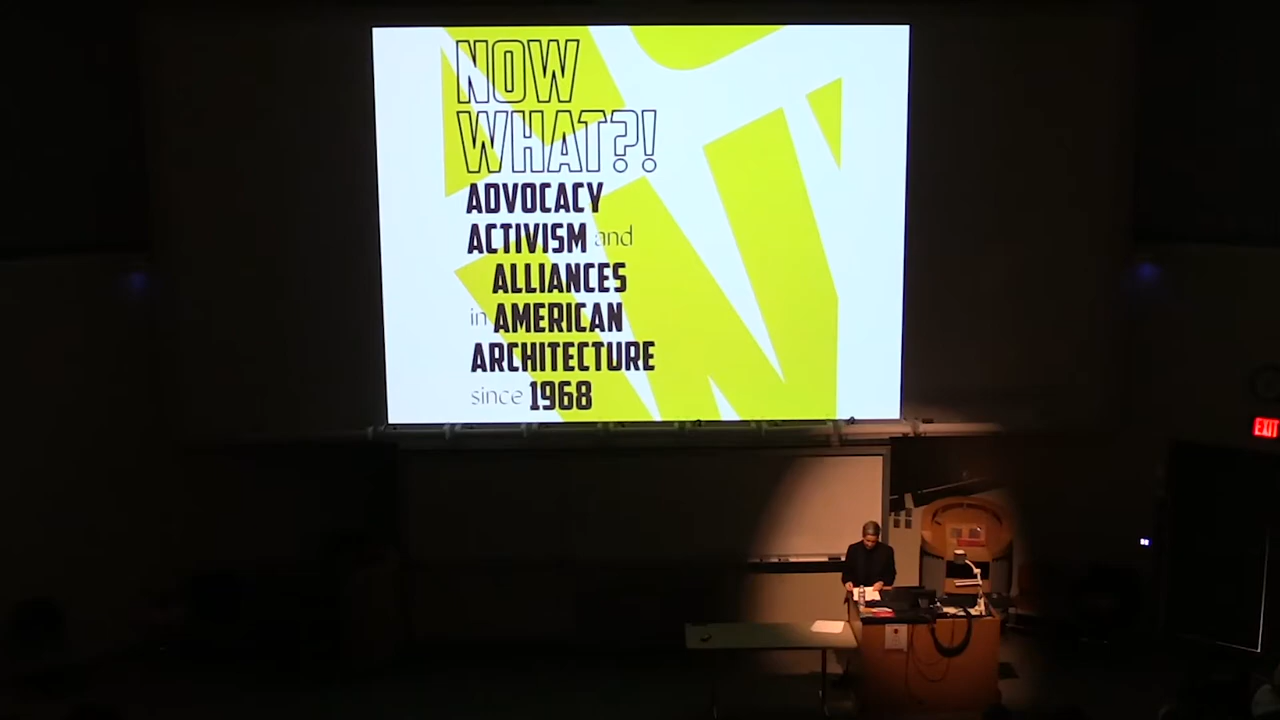 NOW
WHAT?!
ADVOCACY
ACTIVISM and
ALLIANCES
in AMERICAN
ARCHITECTURE
since 1968
EXIT